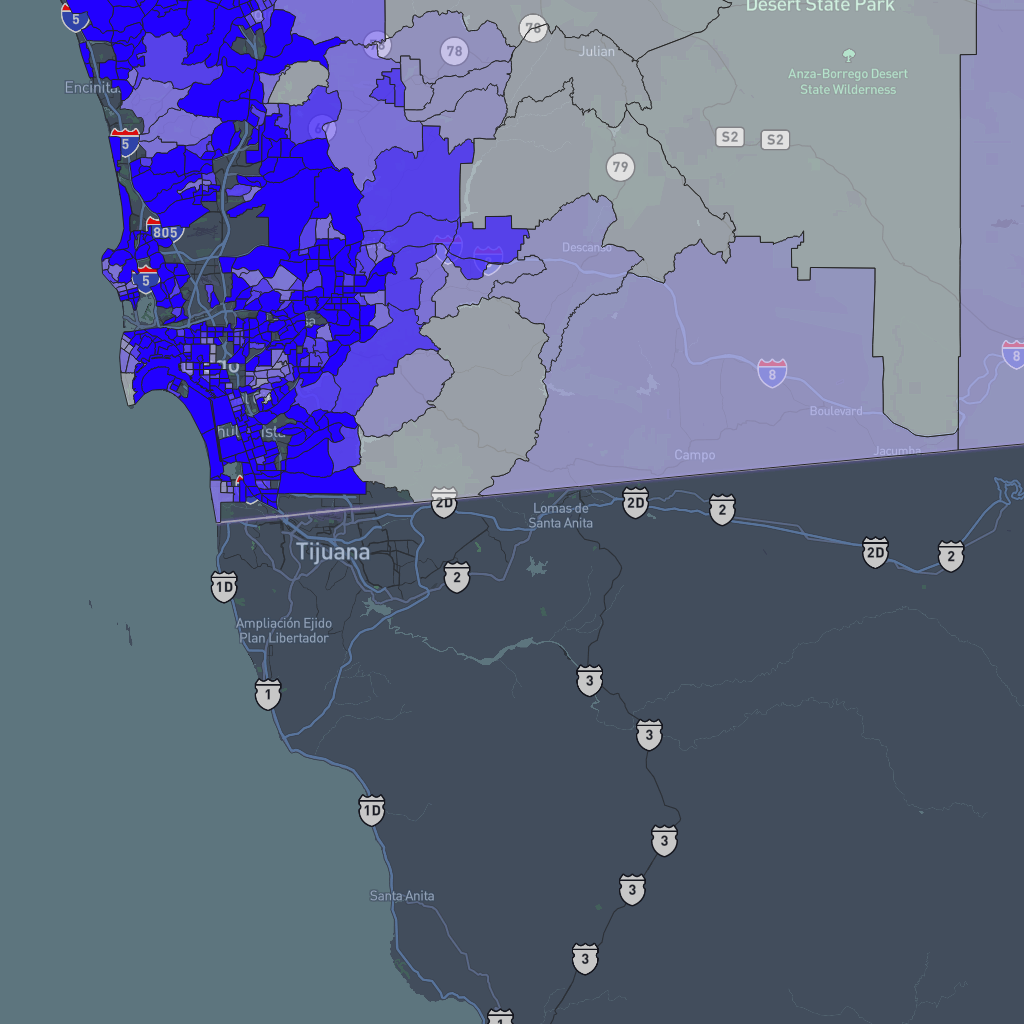 Desert State Park
5
78
78
78
Julian
Anza-Borrego Desert
State Wilderness
5
S2
S2
79
805
Descanso
5
8
8
Boulevard
Jacumba
Campo
2D
2D
2
Lomas de
Santa Anita
Tijuana
2D
2
2
1D
Ampliación Ejido
Plan Libertador
3
1
3
1D
3
3
Santa Anita
3
1